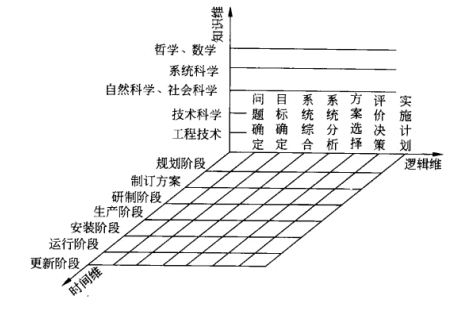 知识维
哲学、数学
系统科学
自然科学、社会科学
技术科学
工程技术
问题确定
目标确定
系统综合
系统分析
方案选择
评价决策
实施计划
逻辑维
规划阶段
制订方案
研制阶段
生产阶段
安装阶段
运行阶段
更新阶段
时间维